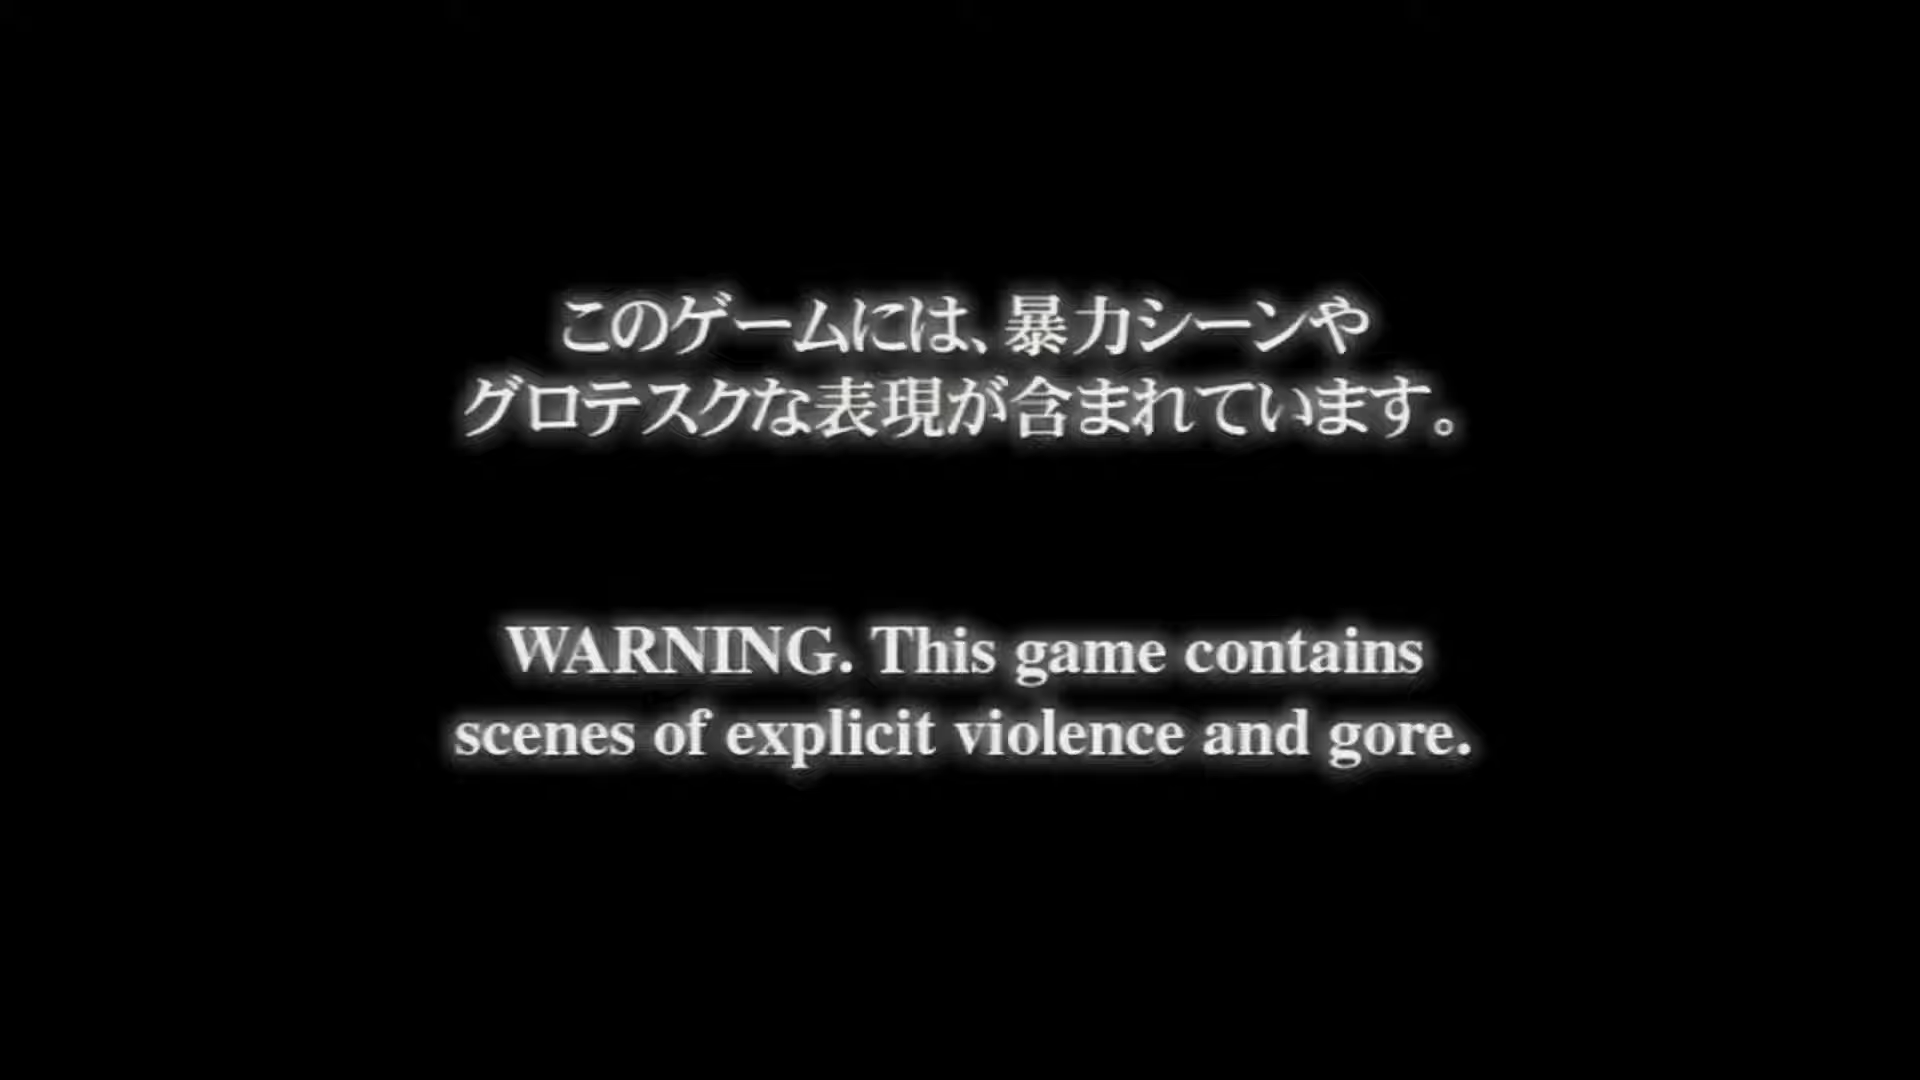 このゲームには、暴力シーンや
グロテスクな表現が含まれています。
WARNING. This game contains
scenes of explicit violence and gore.